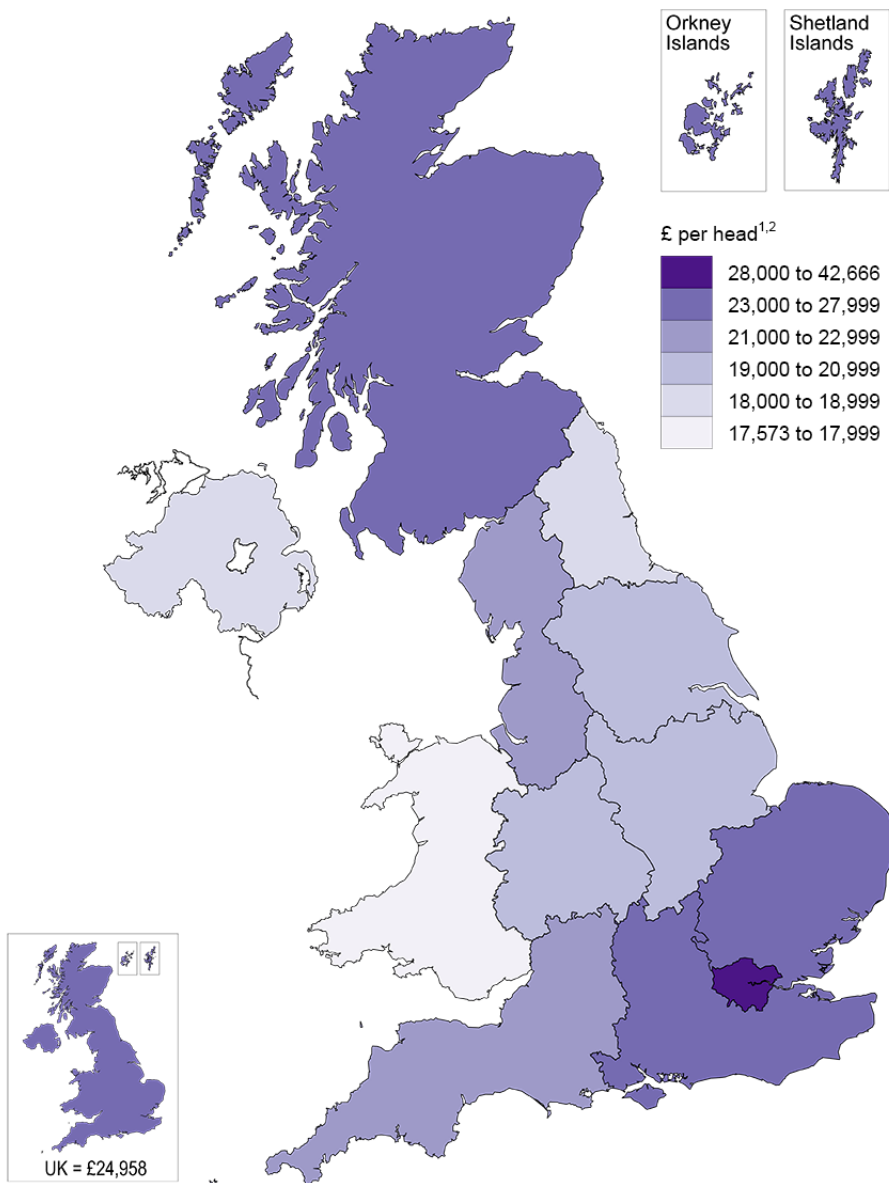 Orkney
Islands
Shetland
Islands
£ per head1,2
28,000 to 42,666
23,000 to 27,999
21,000 to 22,999
19,000 to 20,999
18,000 to 18,999
17,573 to 17,999
UK = £24,958